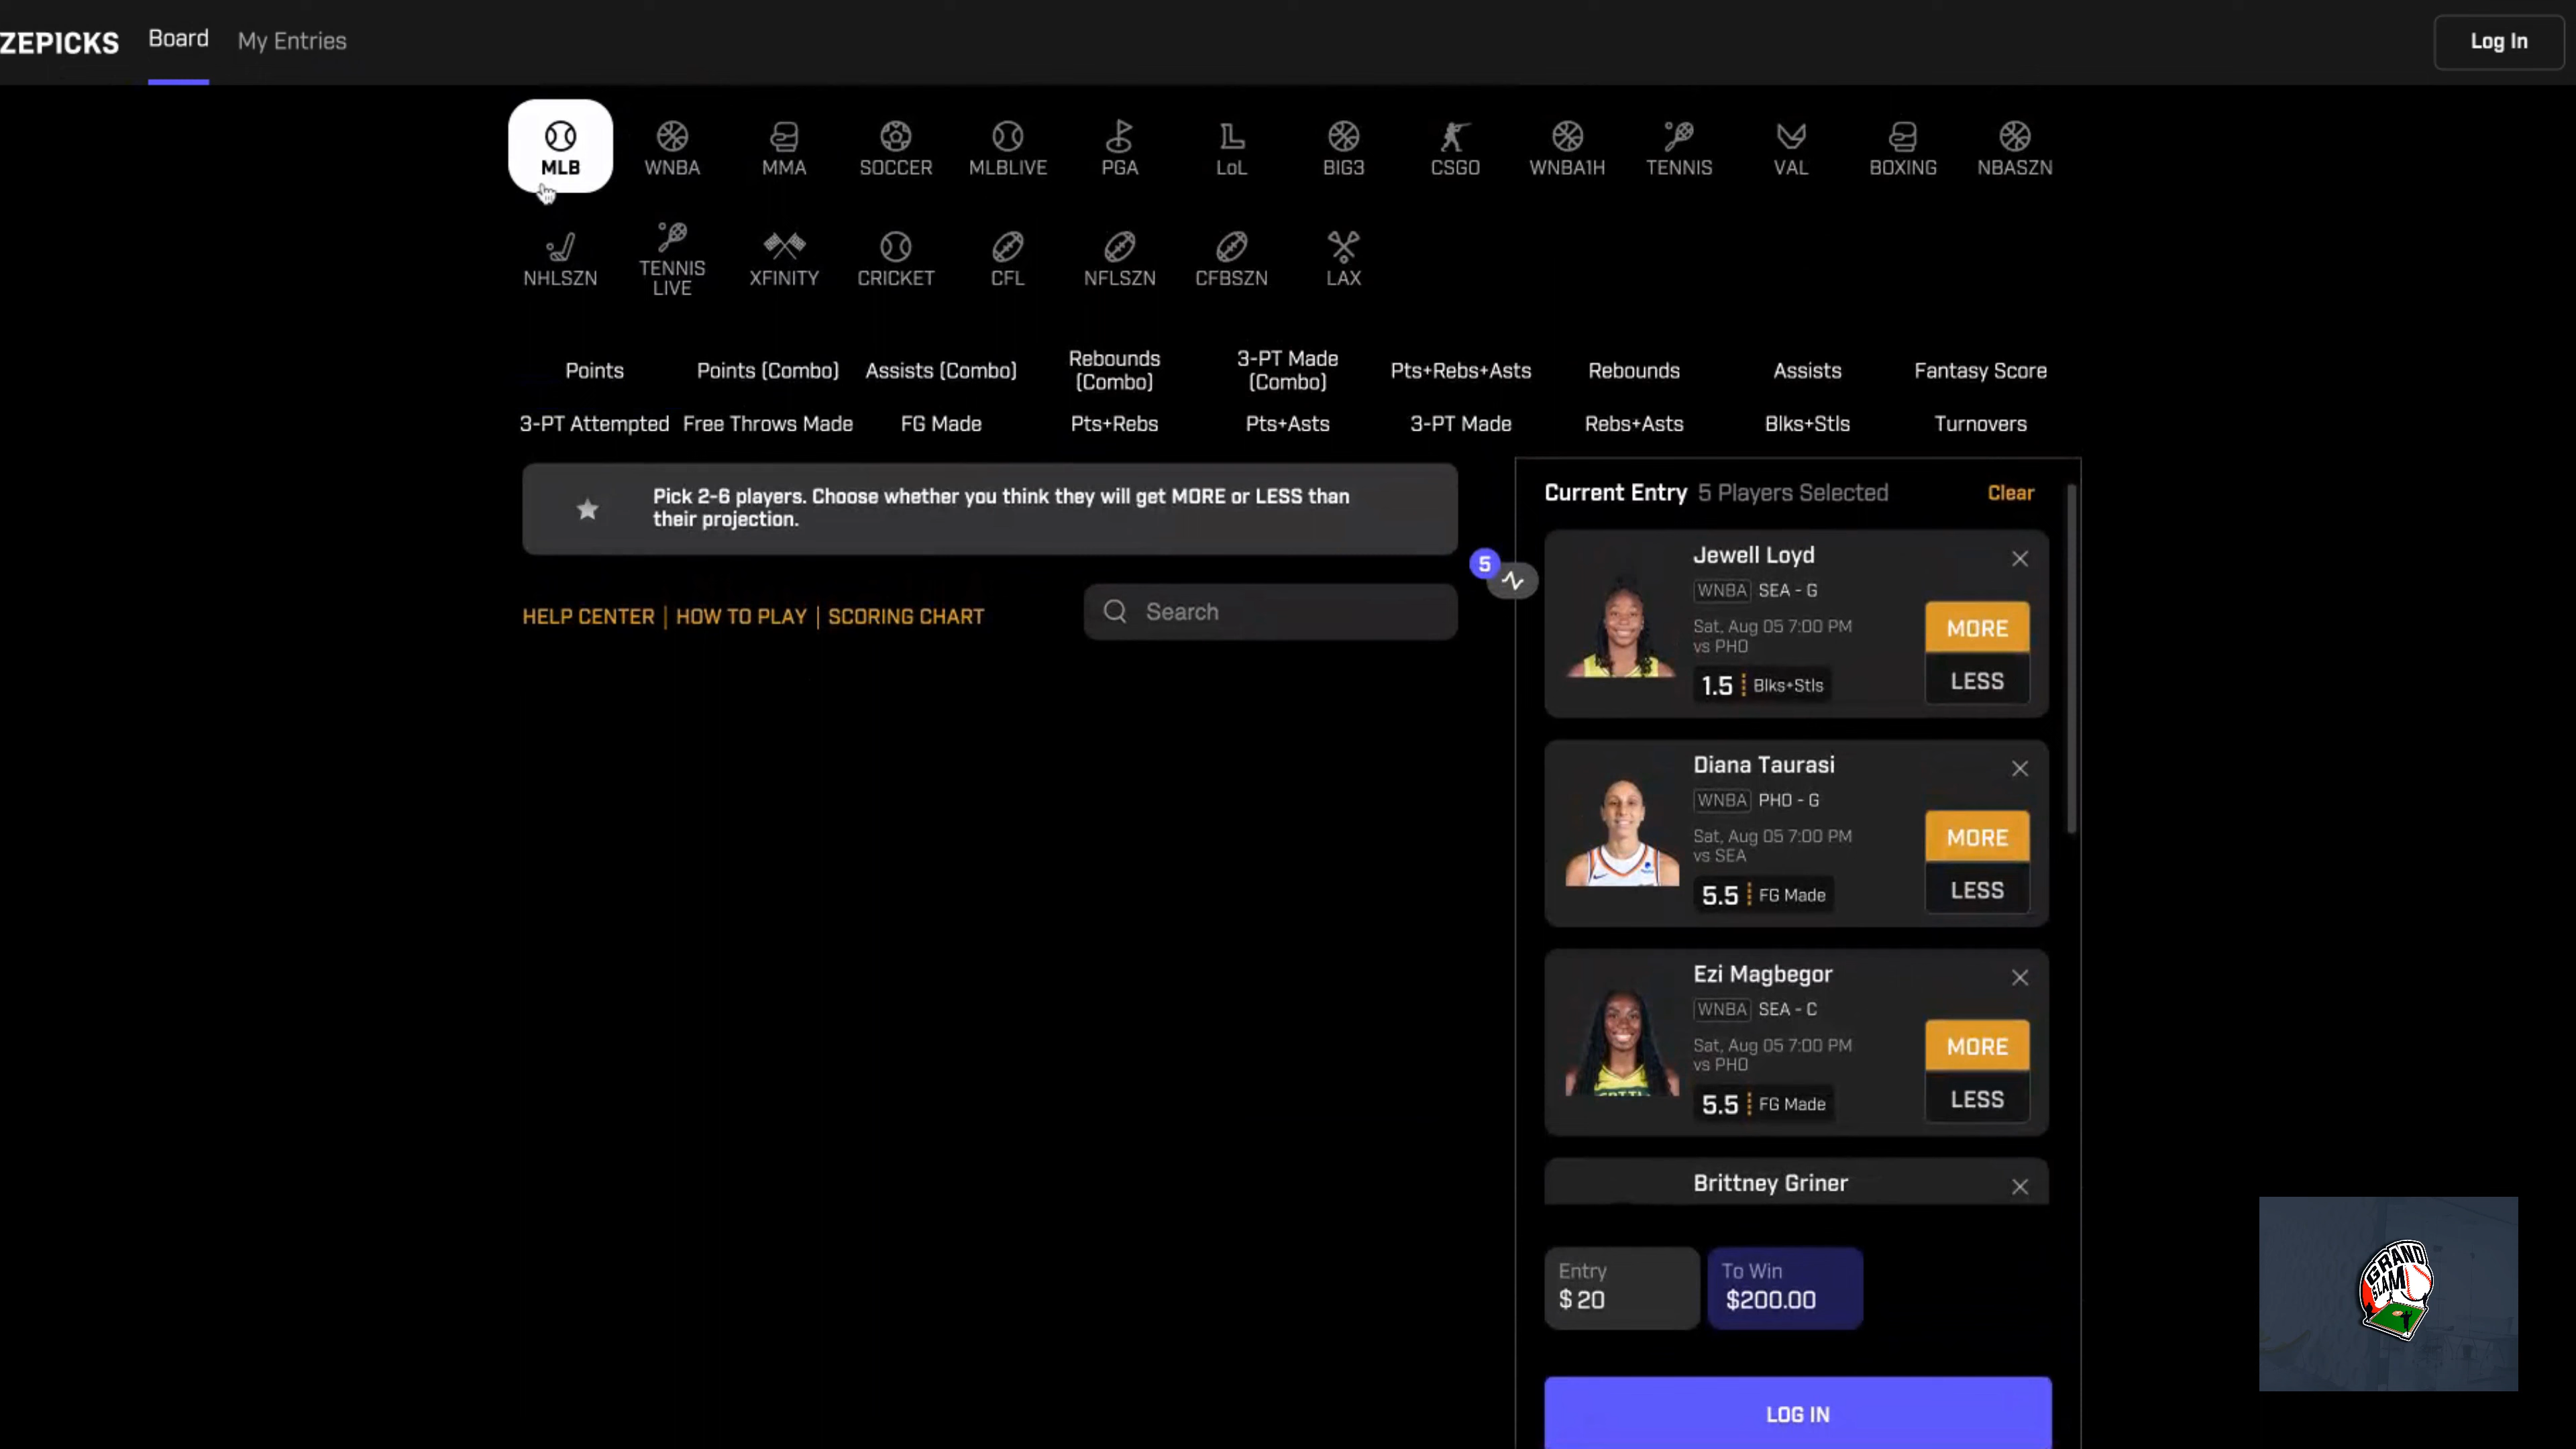 ZEPICKS
Board
My Entries
Log In
MLB
WNBA
MMA
SOCCER
MLBLIVE
PGA
LoL
BIG3
CSGO
WNBA1H
TENNIS
VAL
BOXING
NBASZN
NHLSZN
TENNIS
LIVE
XFINITY
CRICKET
CFL
NFLSZN
CFBSZN
LAX
Points
Points (Combo)
Assists (Combo)
Rebounds
(Combo)
3-PT Made
(Combo)
Pts+Rebs+Asts
Rebounds
Assists
Fantasy Score
3-PT Attempted
Free Throws Made
FG Made
Pts+Rebs
Pts+Asts
3-PT Made
Rebs+Asts
Blks+Stls
Turnovers
Pick 2-6 players. Choose whether you think they will get MORE or LESS than
their projection.
HELP CENTER | HOW TO PLAY | SCORING CHART
Search
Current Entry 5 Players Selected
Clear
5
Jewell Loyd
WNBA SEA - G
Sat, Aug 05 7:00 PM
vs PHO
1.5 Blks+Stls
MORE
LESS
Diana Taurasi
WNBA PHO - G
Sat, Aug 05 7:00 PM
vs SEA
5.5 FG Made
MORE
LESS
Ezi Magbegor
WNBA SEA - C
Sat, Aug 05 7:00 PM
vs PHO
5.5 FG Made
MORE
LESS
Brittney Griner
Entry
$ 20
To Win
$200.00
LOG IN
GRAND
SLAM